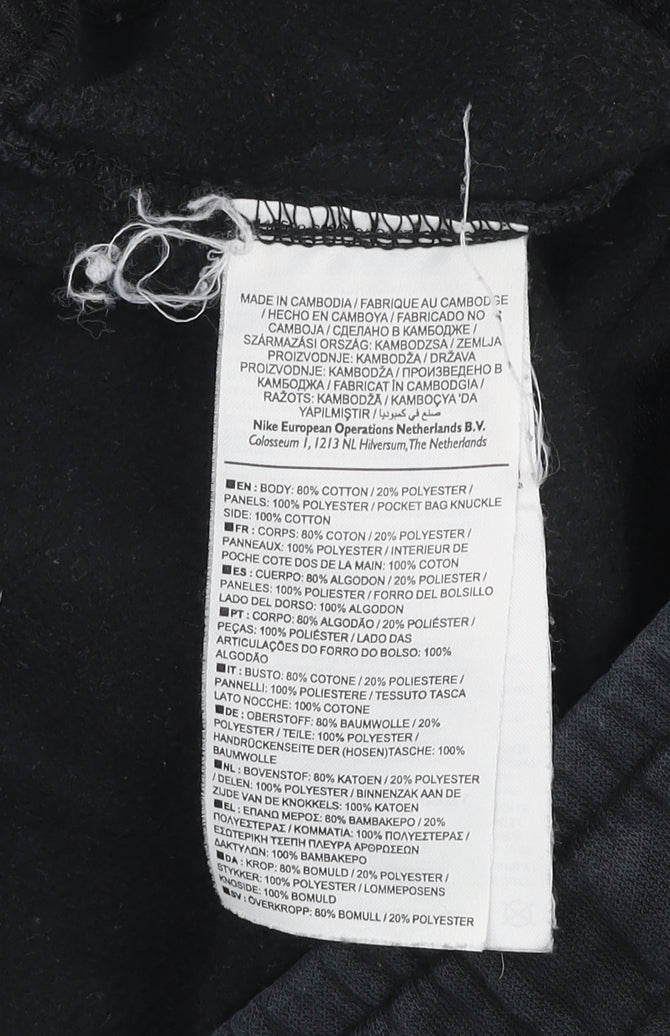 MADE IN CAMBODIA / FABRIQUE AU CAMBODGE
/ HECHO EN CAMBOYA / FABRICADO NO
CAMBOJA / СДЕЛАНО В КАМБОДЖЕ /
SZÁRMAZÁSI ORSZÁG: KAMBODZSA / ZEMLJA
PROIZVODNJE: KAMBODŽA / DRŽAVA
PROIZVODNJE: KAMBODŽA / ПРОИЗВЕДЕНО В
КАМБОДЖА / FABRICAT ÎN CAMBODGIA /
RAŽOTS: KAMBODŽĀ / KAMBOÇYA 'DA
YAPILMIŞTIR / صنع في كمبوديا
Nike European Operations Netherlands B.V.
Colosseum 1, 1213 NL Hilversum, The Netherlands
■EN : BODY: 80% COTTON / 20% POLYESTER /
PANELS: 100% POLYESTER / POCKET BAG KNUCKLE
SIDE: 100% COTTON
■FR : CORPS: 80% COTON / 20% POLYESTER /
PANNEAUX: 100% POLYESTER / INTERIEUR DE
POCHE COTE DOS DE LA MAIN: 100% COTON
■ES : CUERPO: 80% ALGODON / 20% POLIESTER /
PANELES: 100% POLIESTER / FORRO DEL BOLSILLO
LADO DEL DORSO: 100% ALGODON
■PT : CORPO: 80% ALGODÃO / 20% POLIÉSTER /
PEÇAS: 100% POLIÉSTER / LADO DAS
ARTICULAÇÕES DO FORRO DO BOLSO: 100%
ALGODÃO
■IT : BUSTO: 80% COTONE / 20% POLIESTERE /
PANNELLI: 100% POLIESTERE / TESSUTO TASCA
LATO NOCCHE: 100% COTONE
■DE : OBERSTOFF: 80% BAUMWOLLE / 20%
POLYESTER / TEILE: 100% POLYESTER /
HANDRÜCKENSEITE DER (HOSEN)TASCHE: 100%
BAUMWOLLE
■NL : BOVENSTOF: 80% KATOEN / 20% POLYESTER
/ DELEN: 100% POLYESTER / BINNENZAK AAN DE
ZIJDE VAN DE KNOKKELS: 100% KATOEN
■EL : ΕΠΑΝΩ ΜΕΡΟΣ: 80% ΒΑΜΒΑΚΕΡΟ / 20%
ΠΟΛΥΕΣΤΕΡΑΣ / ΚΟΜΜΑΤΙΑ: 100% ΠΟΛΥΕΣΤΕΡΑΣ /
ΕΣΩΤΕΡΙΚΗ ΤΣΕΠΗ ΠΛΕΥΡΑ ΑΡΘΡΩΣΕΩΝ
ΔΑΚΤΥΛΩΝ: 100% ΒΑΜΒΑΚΕΡΟ
■DA : KROP: 80% BOMULD / 20% POLYESTER /
STYKKER: 100% POLYESTER / LOMMEPOSENS
KNOSIDE: 100% BOMULD
■SV : ÖVERKROPP: 80% BOMULL / 20% POLYESTER